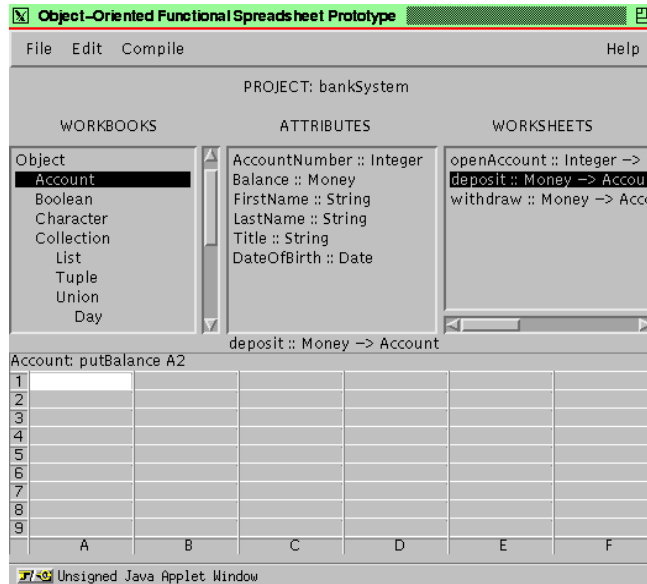 X Object-Oriented Functional Spreadsheet Prototype
File Edit Compile Help
PROJECT: bankSystem
WORKBOOKS ATTRIBUTES WORKSHEETS
Object
Account
Boolean
Character
Collection
List
Tuple
Union
Day
AccountNumber :: Integer
Balance :: Money
FirstName :: String
LastName :: String
Title :: String
DateOfBirth :: Date
openAccount :: Integer ->
deposit :: Money -> Accou
withdraw :: Money -> Acc
deposit :: Money -> Account
Account: putBalance A2
1
2
3
4
5
6
7
8
9
A B C D E F
Unsigned Java Applet Window